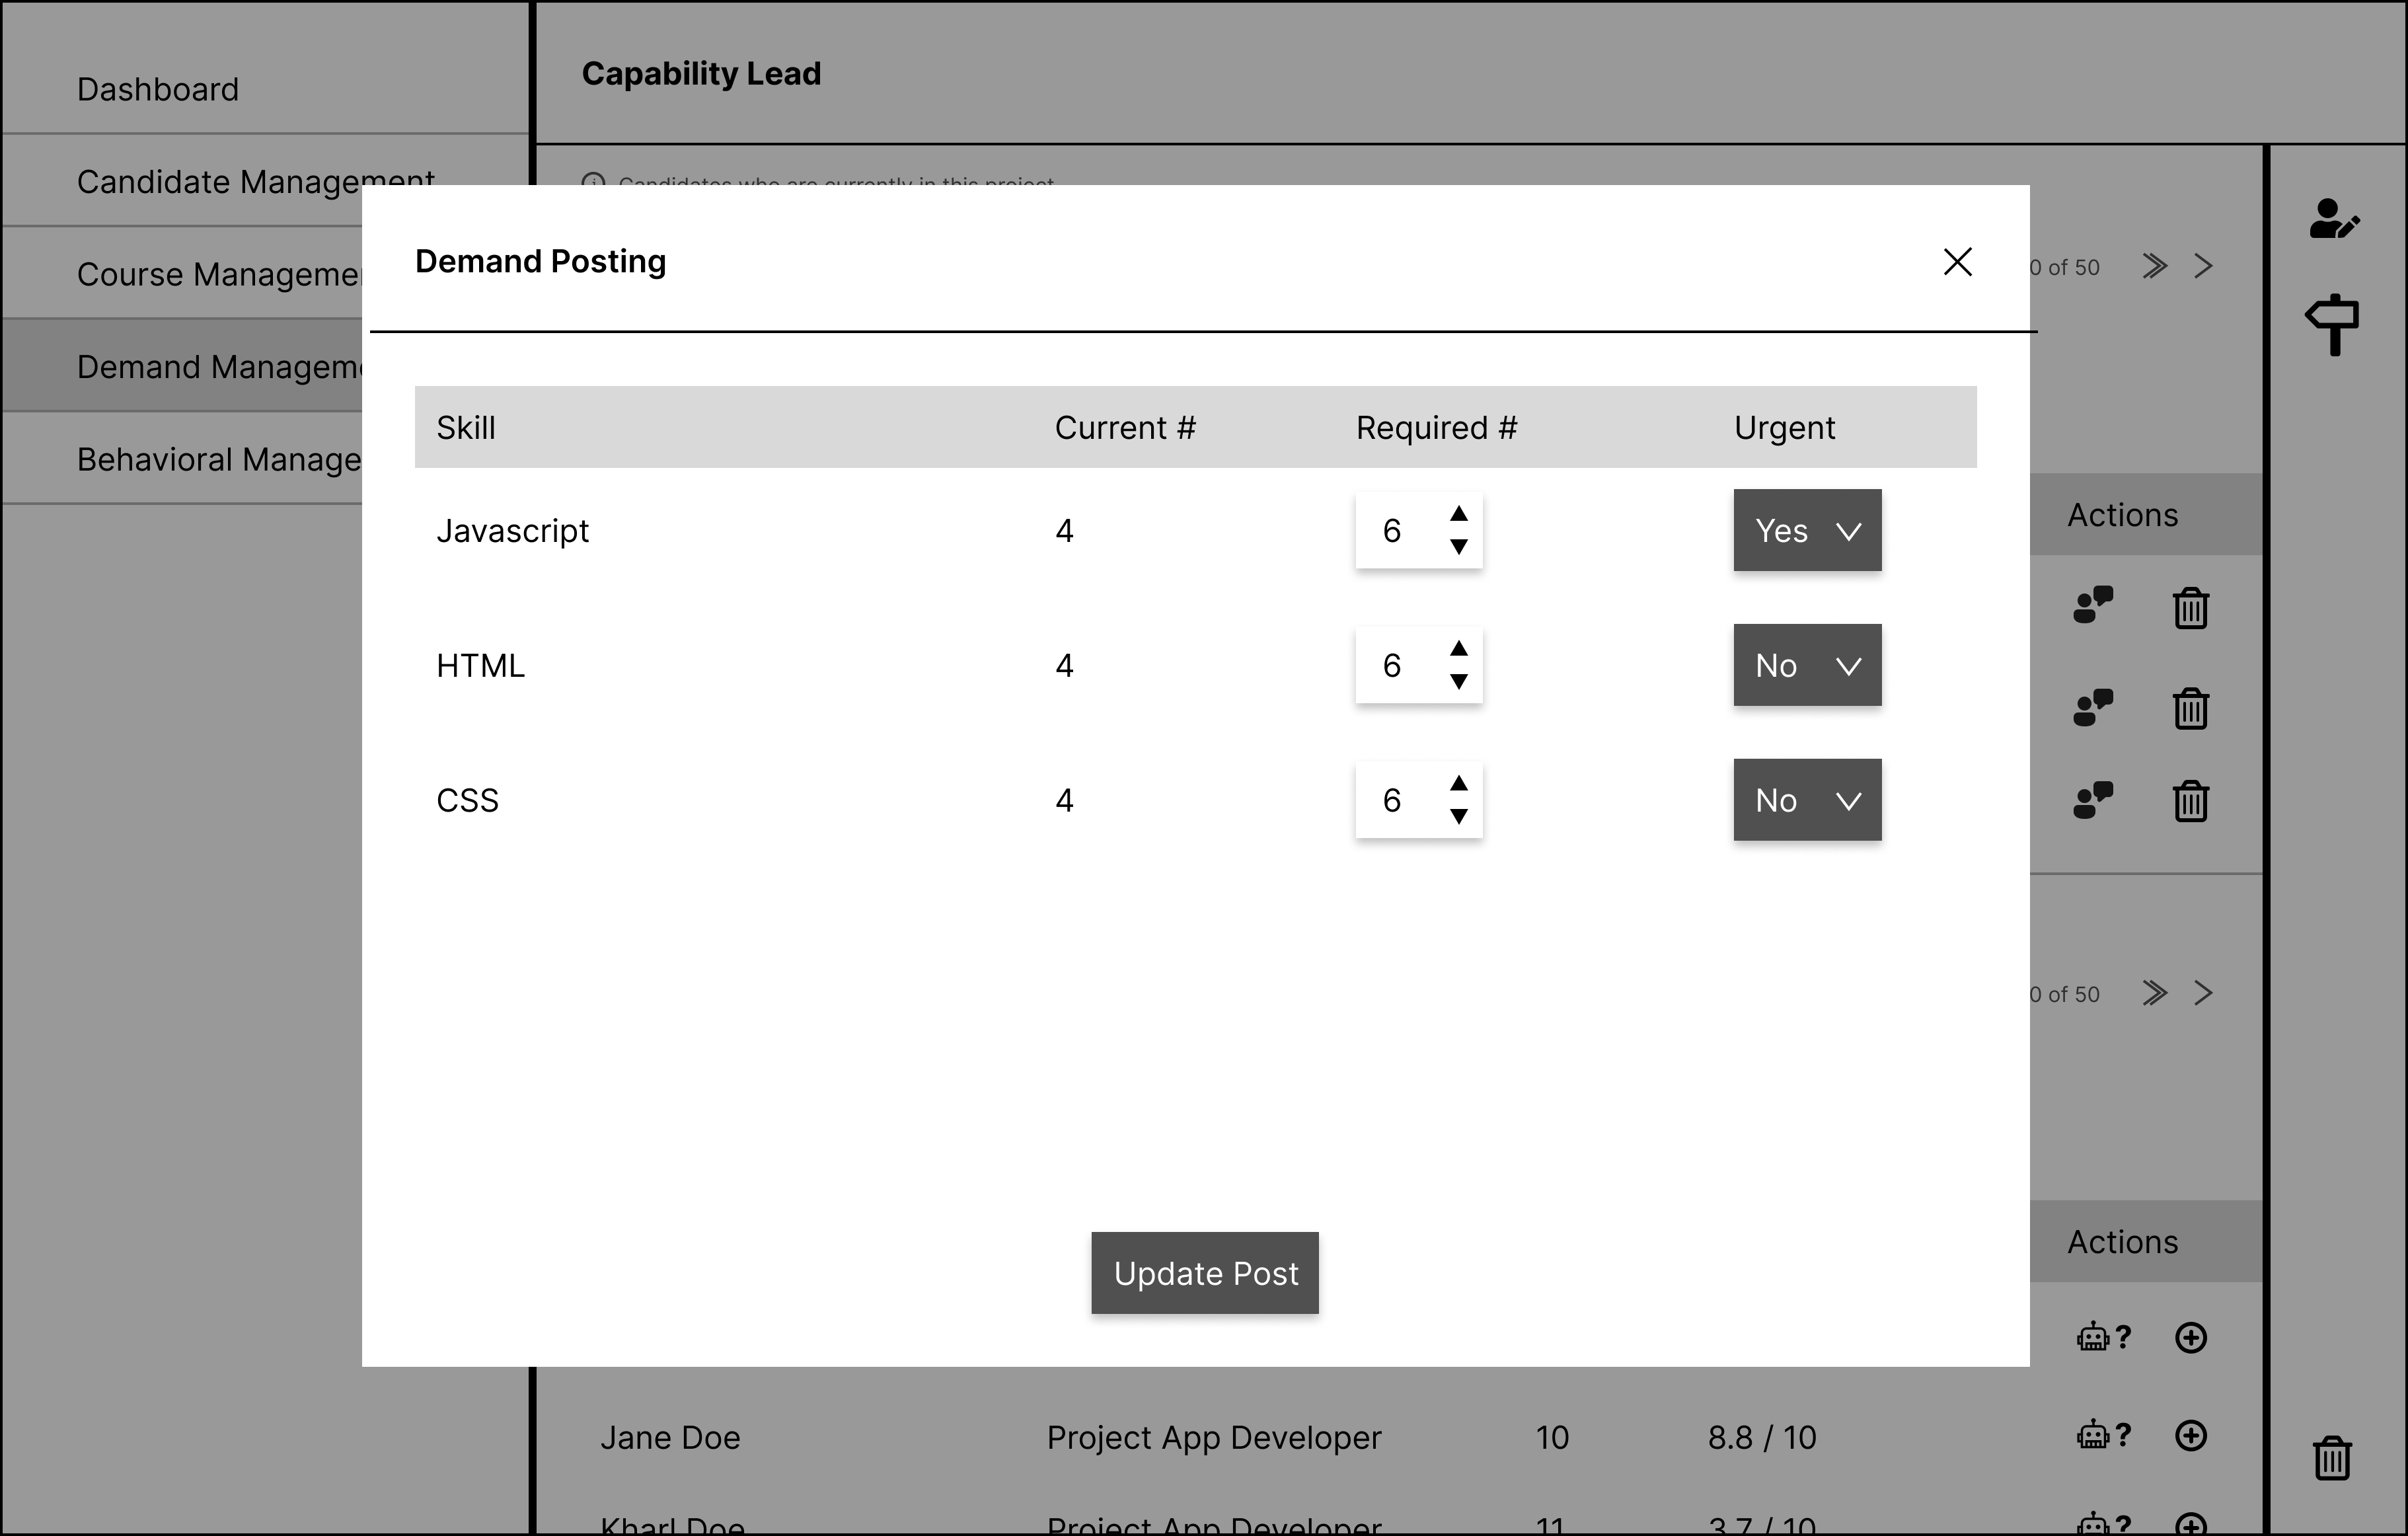 Dashboard
Candidate Management
Course Manageme
Demand Managem
Behavioral Manage
Capability Lead
Candidates who are currently in this project
0 of 50
Actions
Demand Posting
Skill Current # Required # Urgent
Javascript 4 6 Yes
HTML 4 6 No
CSS 4 6 No
Update Post
0 of 50
Actions
?
Jane Doe Project App Developer 10 8.8 / 10 ?
Kharl Doe Project App Developer 11 3.7 / 10 ?